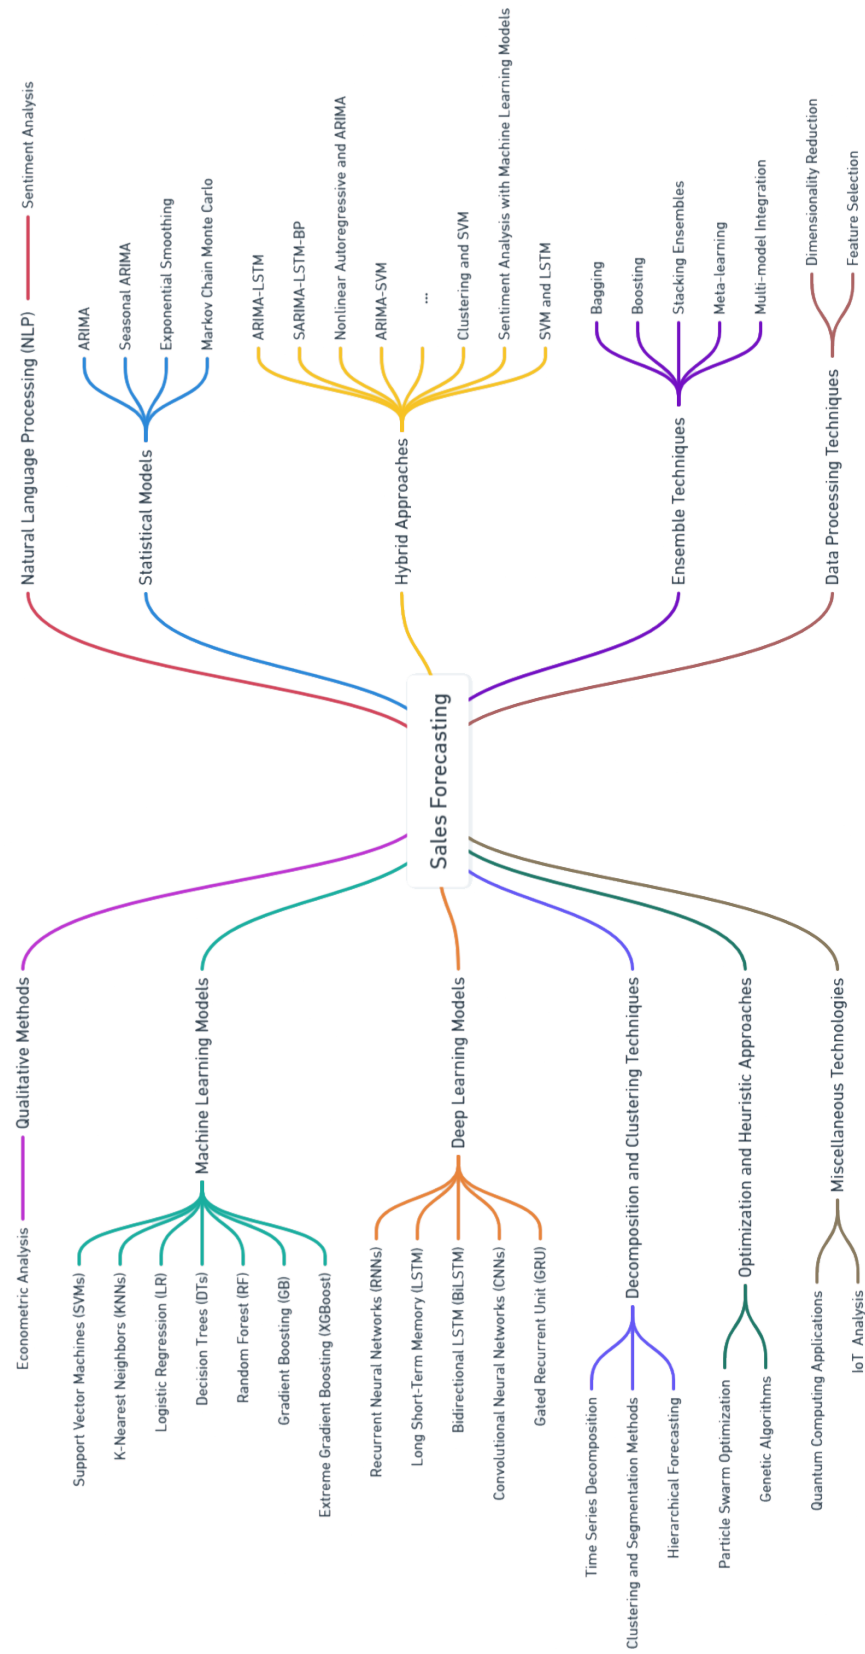 Sales Forecasting
Natural Language Processing (NLP)
Sentiment Analysis
Statistical Models
ARIMA
Seasonal ARIMA
Exponential Smoothing
Markov Chain Monte Carlo
Hybrid Approaches
ARIMA-LSTM
SARIMA-LSTM-BP
Nonlinear Autoregressive and ARIMA
ARIMA-SVM
...
Clustering and SVM
Sentiment Analysis with Machine Learning Models
SVM and LSTM
Ensemble Techniques
Bagging
Boosting
Stacking Ensembles
Meta-learning
Multi-model Integration
Data Processing Techniques
Dimensionality Reduction
Feature Selection
Qualitative Methods
Econometric Analysis
Machine Learning Models
Support Vector Machines (SVMs)
K-Nearest Neighbors (KNNs)
Logistic Regression (LR)
Decision Trees (DTs)
Random Forest (RF)
Gradient Boosting (GB)
Extreme Gradient Boosting (XGBoost)
Deep Learning Models
Recurrent Neural Networks (RNNs)
Long Short-Term Memory (LSTM)
Bidirectional LSTM (BiLSTM)
Convolutional Neural Networks (CNNs)
Gated Recurrent Unit (GRU)
Decomposition and Clustering Techniques
Time Series Decomposition
Clustering and Segmentation Methods
Hierarchical Forecasting
Optimization and Heuristic Approaches
Particle Swarm Optimization
Genetic Algorithms
Miscellaneous Technologies
Quantum Computing Applications
IoT Analysis